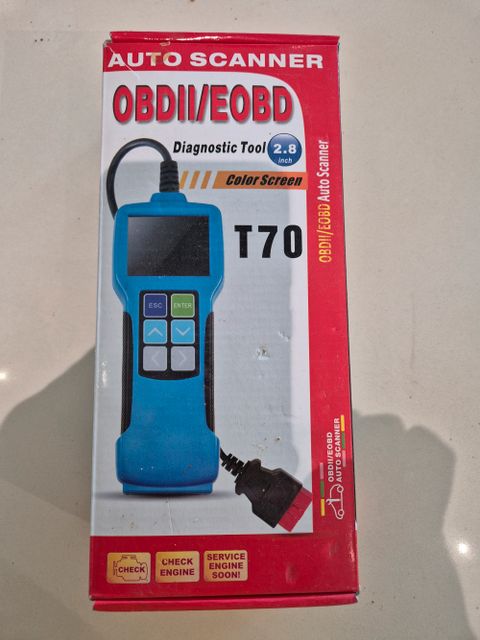 AUTO SCANNER
OBDII/EOBD
Diagnostic Tool
2.8
inch
Color Screen
T70
OBDII/EOBD Auto Scanner
ESC
ENTER
OBDII/EOBD
AUTO SCANNER
CHECK
CHECK
ENGINE
SERVICE
ENGINE
SOON!